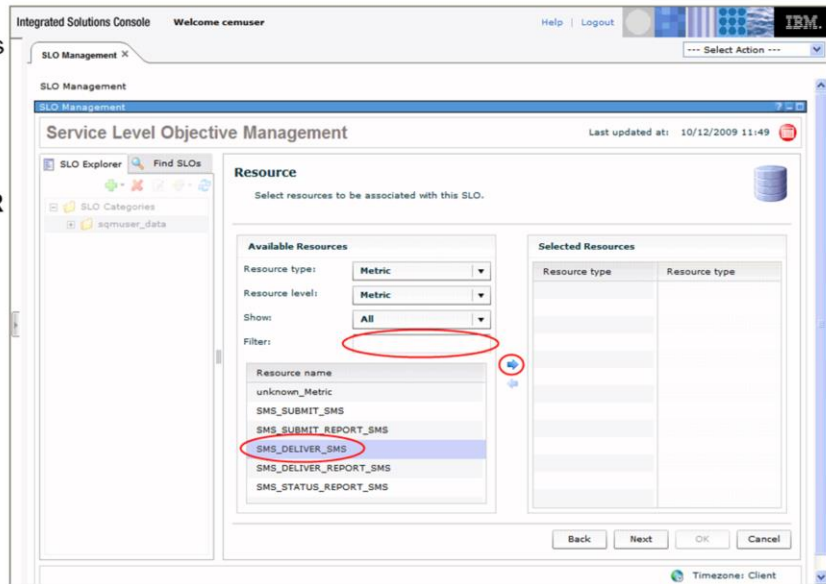 Integrated Solutions Console Welcome cemuser Help | Logout IBM.
s
SLO Management × --- Select Action ---
SLO Management
SLO Management
Service Level Objective Management Last updated at: 10/12/2009 11:49
SLO Explorer Find SLOs
R
SLO Categories
sqmuser_data
Resource
Select resources to be associated with this SLO.
Available Resources
Resource type: Metric
Resource level: Metric
Show: All
Filter:
Resource name
unknown_Metric
SMS_SUBMIT_SMS
SMS_SUBMIT_REPORT_SMS
SMS_DELIVER_SMS
SMS_DELIVER_REPORT_SMS
SMS_STATUS_REPORT_SMS
Selected Resources
Resource type Resource type
Back Next OK Cancel
Timezone: Client